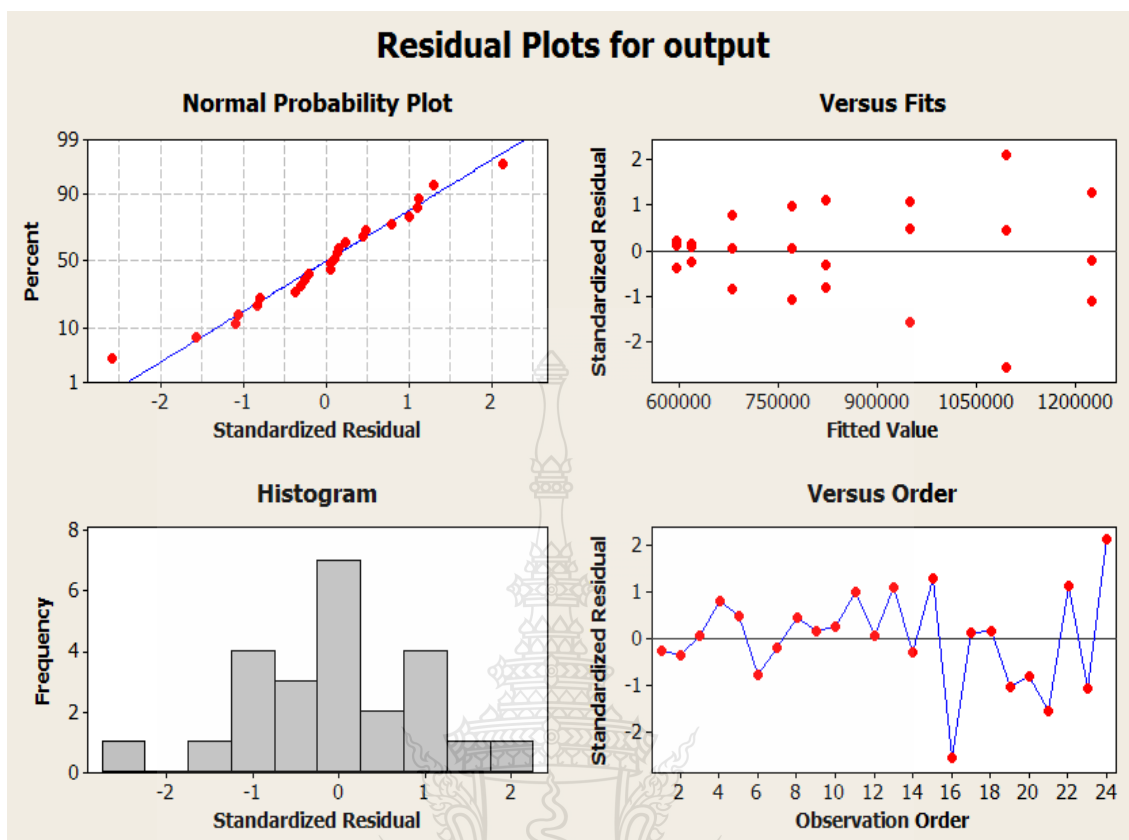 Residual Plots for output
Normal Probability Plot
99
90
50
10
1
Percent
-2 -1 0 1 2
Standardized Residual
Versus Fits
2
1
0
-1
-2
Standardized Residual
600000 750000 900000 1050000 1200000
Fitted Value
Histogram
8
6
4
2
0
Frequency
-2 -1 0 1 2
Standardized Residual
Versus Order
2
1
0
-1
-2
Standardized Residual
2 4 6 8 10 12 14 16 18 20 22 24
Observation Order